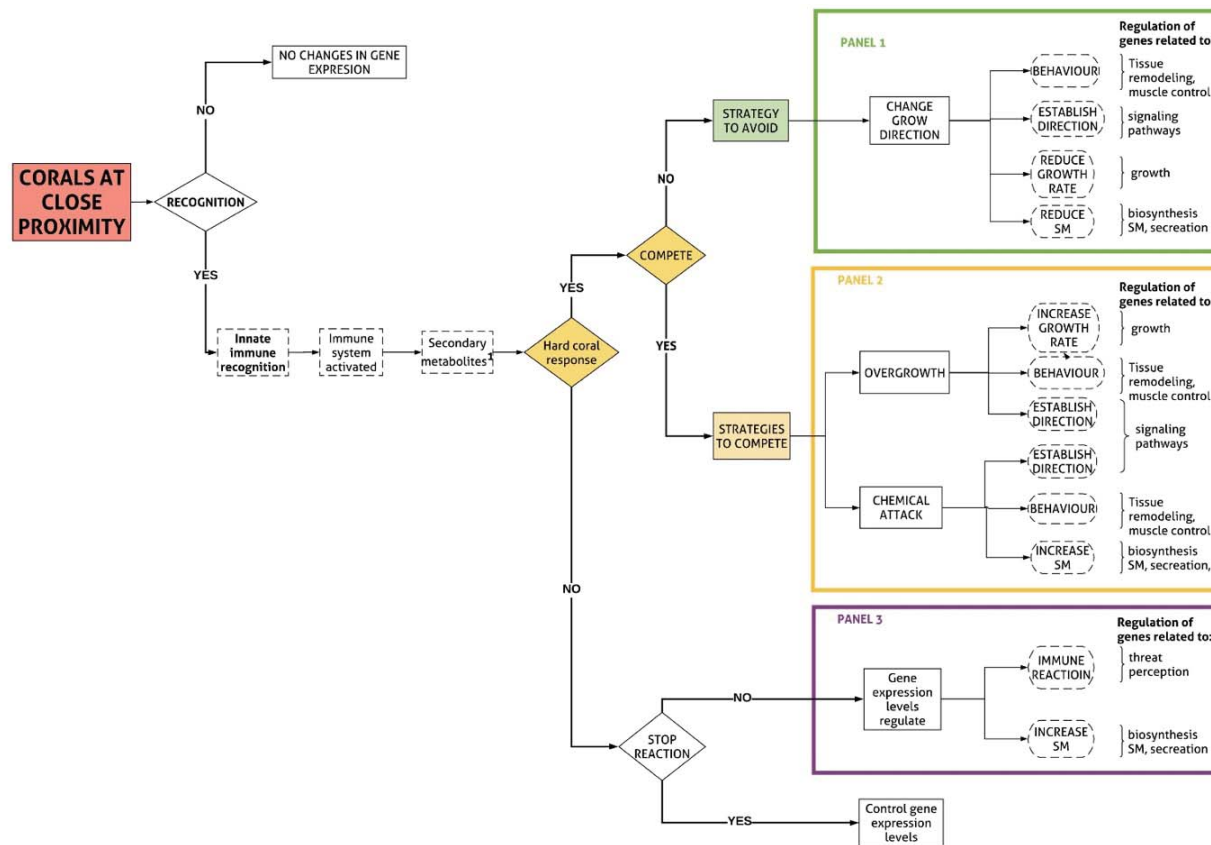 NO CHANGES IN GENE
EXPRESION
NO
CORALS AT
CLOSE
PROXIMITY
RECOGNITION
YES
Innate
immune
recognition
Immune
system
activated
Secondary
metabolites1
Hard coral
response
YES
NO
COMPETE
NO
YES
STRATEGY
TO AVOID
STRATEGIES
TO COMPETE
STOP
REACTION
NO
YES
Control gene
expression
levels
PANEL 1
Regulation of
genes related to:
CHANGE
GROW
DIRECTION
BEHAVIOUR
Tissue
remodeling,
muscle control
ESTABLISH
DIRECTION
signaling
pathways
REDUCE
GROWTH
RATE
growth
REDUCE
SM
biosynthesis
SM, secreation
PANEL 2
Regulation of
genes related to:
OVERGROWTH
INCREASE
GROWTH
RATE
growth
BEHAVIOUR
Tissue
remodeling,
muscle control
ESTABLISH
DIRECTION
signaling
pathways
CHEMICAL
ATTACK
ESTABLISH
DIRECTION
BEHAVIOUR
Tissue
remodeling,
muscle control
INCREASE
SM
biosynthesis
SM, secreation,
PANEL 3
Regulation of
genes related to:
Gene
expression
levels
regulate
IMMUNE
REACTIOIN
threat
perception
INCREASE
SM
biosynthesis
SM, secreation